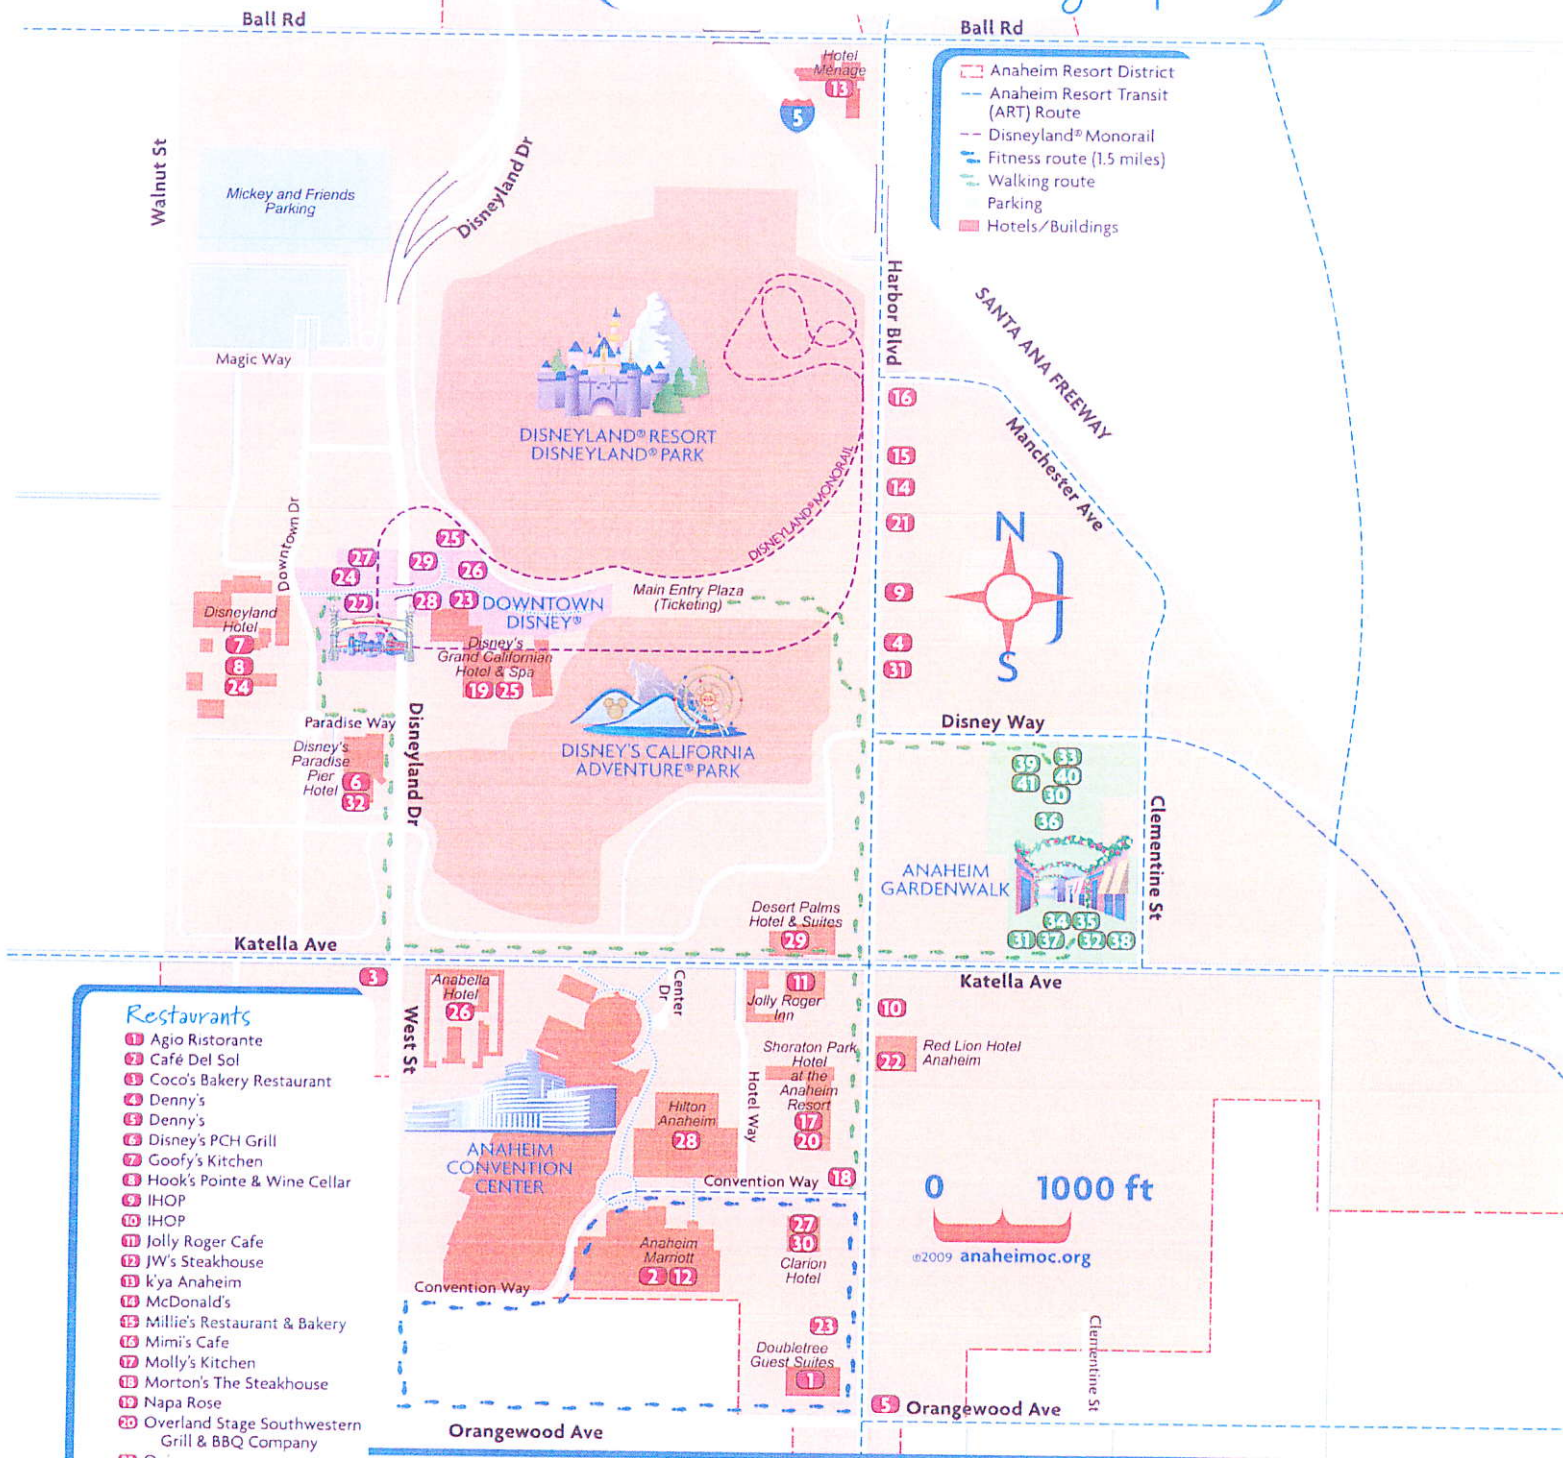 Ball Rd
Ball Rd
Hotel
Menage
13
5
Anaheim Resort District
Anaheim Resort Transit
(ART) Route
Disneyland® Monorail
Fitness route (1.5 miles)
Walking route
Parking
Hotels/Buildings
Walnut St
Mickey and Friends
Parking
Disneyland Dr
Harbor Blvd
SANTA ANA FREEWAY
Magic Way
DISNEYLAND® RESORT
DISNEYLAND® PARK
DISNEYLAND® MONORAIL
16
15
14
21
9
4
31
Manchester Ave
N
S
Downtown Dr
25
27
29
24
26
22
28
23
DOWNTOWN
DISNEY®
Main Entry Plaza
(Ticketing)
Disneyland
Hotel
7
8
24
Disney's
Grand Californian
Hotel & Spa
19 25
Paradise Way
Disneyland Dr
Disney's
Paradise
Pier
Hotel
6
32
DISNEY'S CALIFORNIA
ADVENTURE® PARK
Disney Way
39 33
41 40
30
36
ANAHEIM
GARDENWALK
34 35
31 37 32 38
Clementine St
Desert Palms
Hotel & Suites
29
Katella Ave
Katella Ave
3
Anabella
Hotel
26
West St
Center
Dr
11
Jolly Roger
Inn
10
22
Red Lion Hotel
Anaheim
Sheraton Park
Hotel
at the
Anaheim
Resort
17
20
Hotel Way
Hilton
Anaheim
28
ANAHEIM
CONVENTION
CENTER
Convention Way
18
27
30
Clarion
Hotel
Anaheim
Marriott
2 12
Convention Way
23
Doubletree
Guest Suites
1
5
Orangewood Ave
Orangewood Ave
Clementine St
0 1000 ft
©2009 anaheimoc.org
Restaurants
1 Agio Ristorante
2 Café Del Sol
3 Coco's Bakery Restaurant
4 Denny's
5 Denny's
6 Disney's PCH Grill
7 Goofy's Kitchen
8 Hook's Pointe & Wine Cellar
9 IHOP
10 IHOP
11 Jolly Roger Cafe
12 JW's Steakhouse
13 k'ya Anaheim
14 McDonald's
15 Millie's Restaurant & Bakery
16 Mimi's Cafe
17 Molly's Kitchen
18 Morton's The Steakhouse
19 Napa Rose
20 Overland Stage Southwestern
Grill & BBQ Company